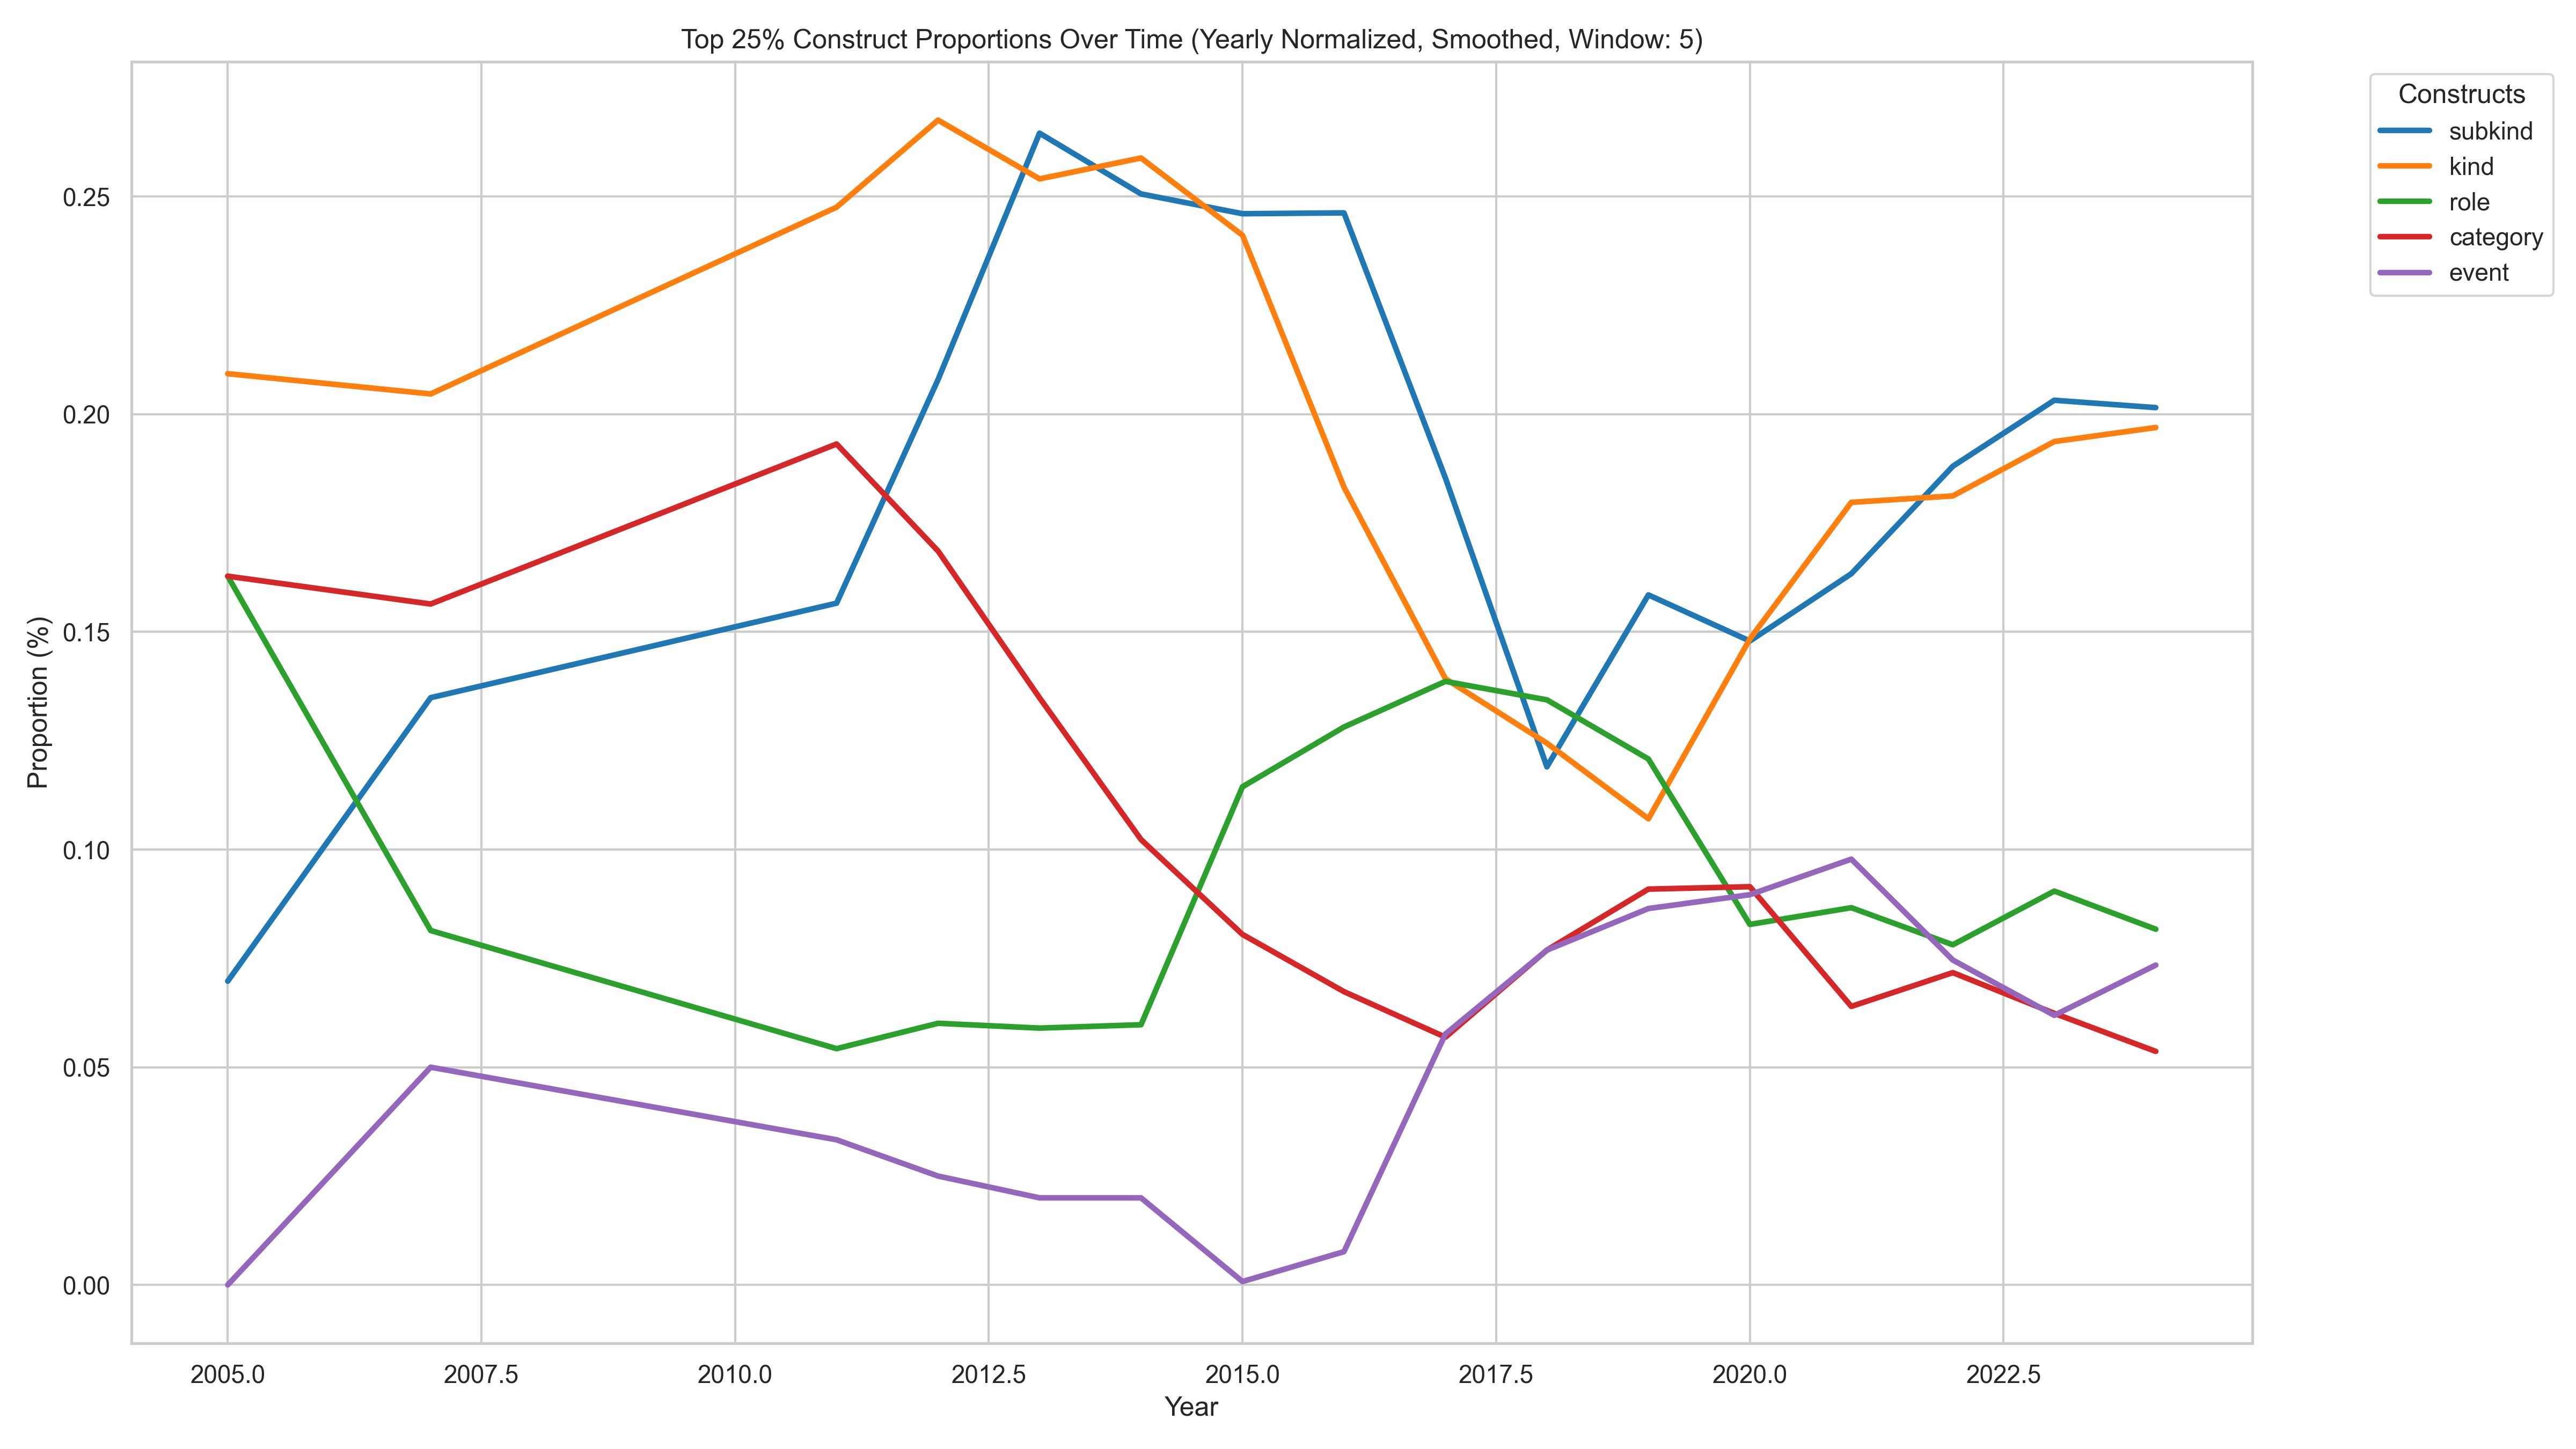 Top 25% Construct Proportions Over Time (Yearly Normalized, Smoothed, Window: 5)
Constructs
subkind
kind
role
category
event
Proportion (%)
0.25
0.20
0.15
0.10
0.05
0.00
2005.0 2007.5 2010.0 2012.5 2015.0 2017.5 2020.0 2022.5
Year